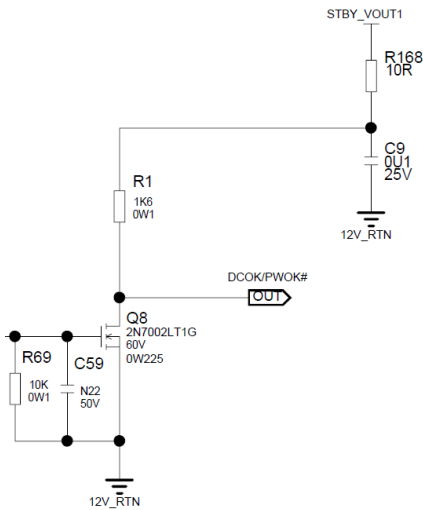 STBY_VOUT1
R168
10R
C9
0U1
25V
12V_RTN
R1
1K6
0W1
DCOK/PWOK#
OUT
Q8
2N7002LT1G
60V
0W225
R69
10K
0W1
C59
N22
50V
12V_RTN